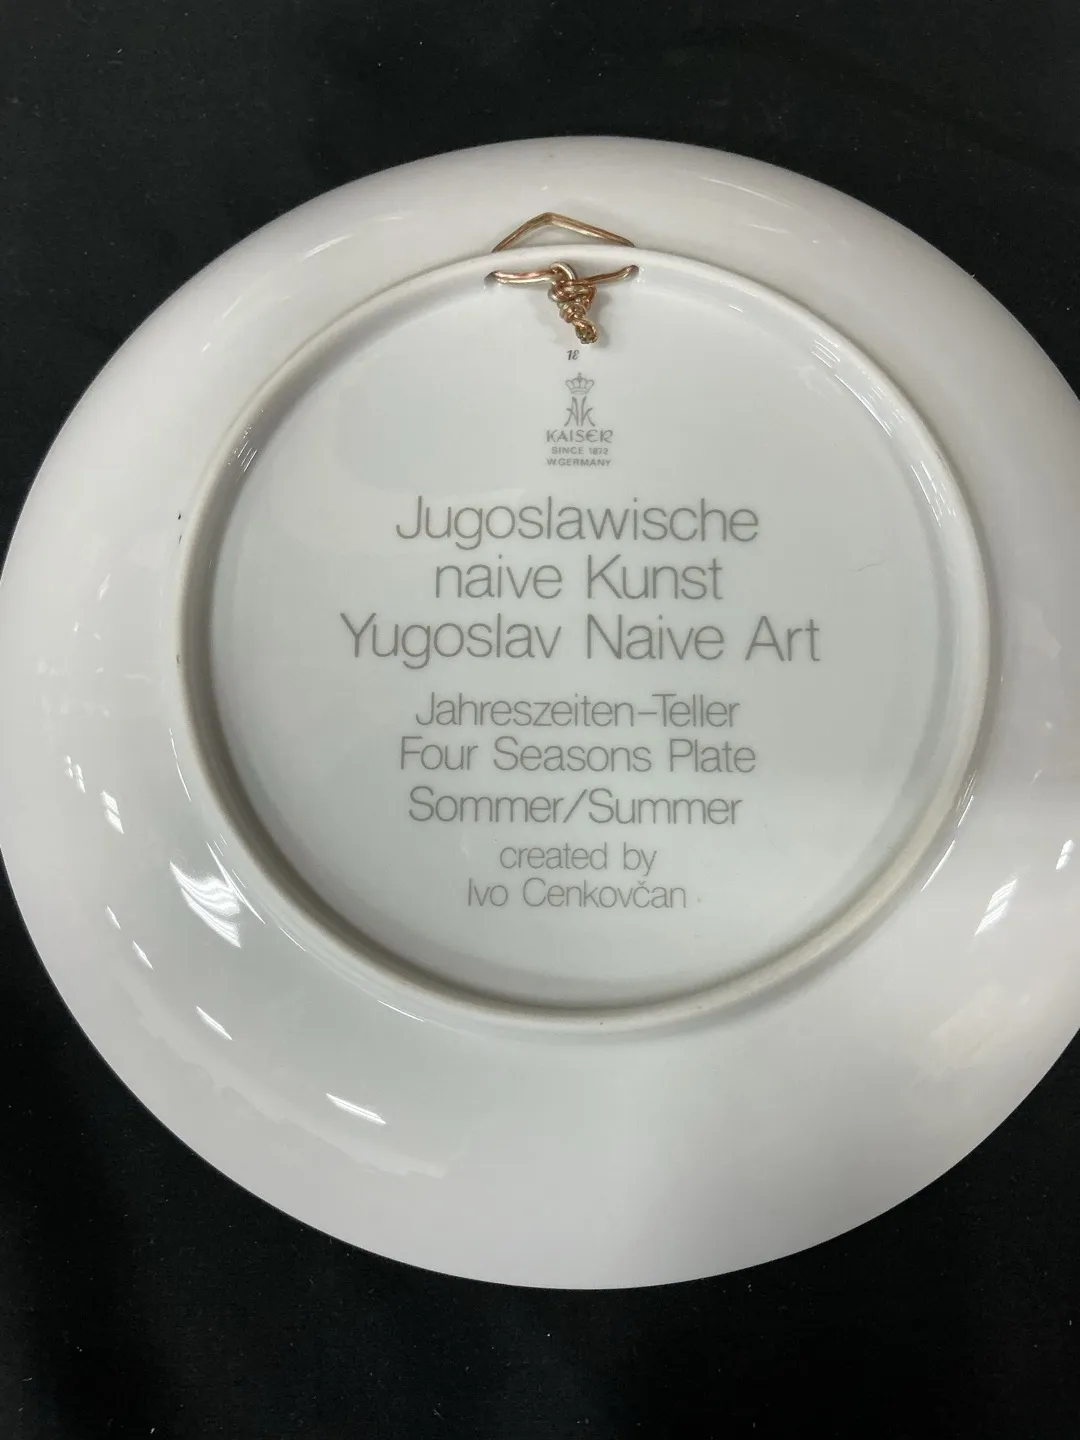 AK
KAISER
SINCE 1872
W.GERMANY
Jugoslawische
naive Kunst
Yugoslav Naive Art
Jahreszeiten-Teller
Four Seasons Plate
Sommer/Summer
created by
Ivo Cenkovčan